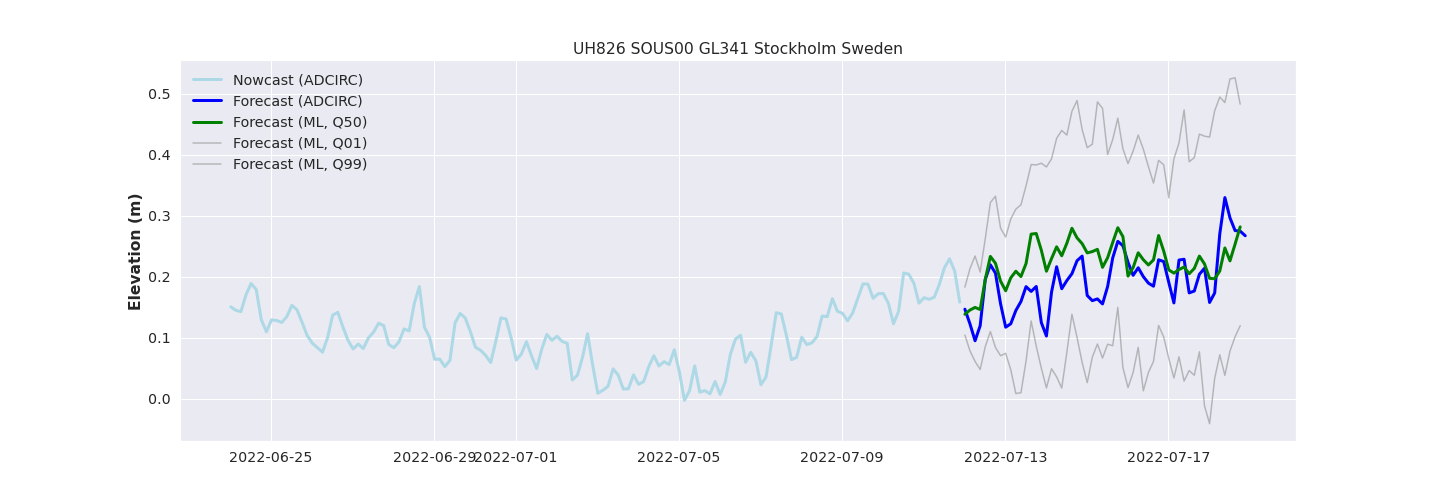 UH826 SOUS00 GL341 Stockholm Sweden
Nowcast (ADCIRC)
Forecast (ADCIRC)
Forecast (ML, Q50)
Forecast (ML, Q01)
Forecast (ML, Q99)
Elevation (m)
0.5
0.4
0.3
0.2
0.1
0.0
2022-06-25 2022-06-29 2022-07-01 2022-07-05 2022-07-09 2022-07-13 2022-07-17